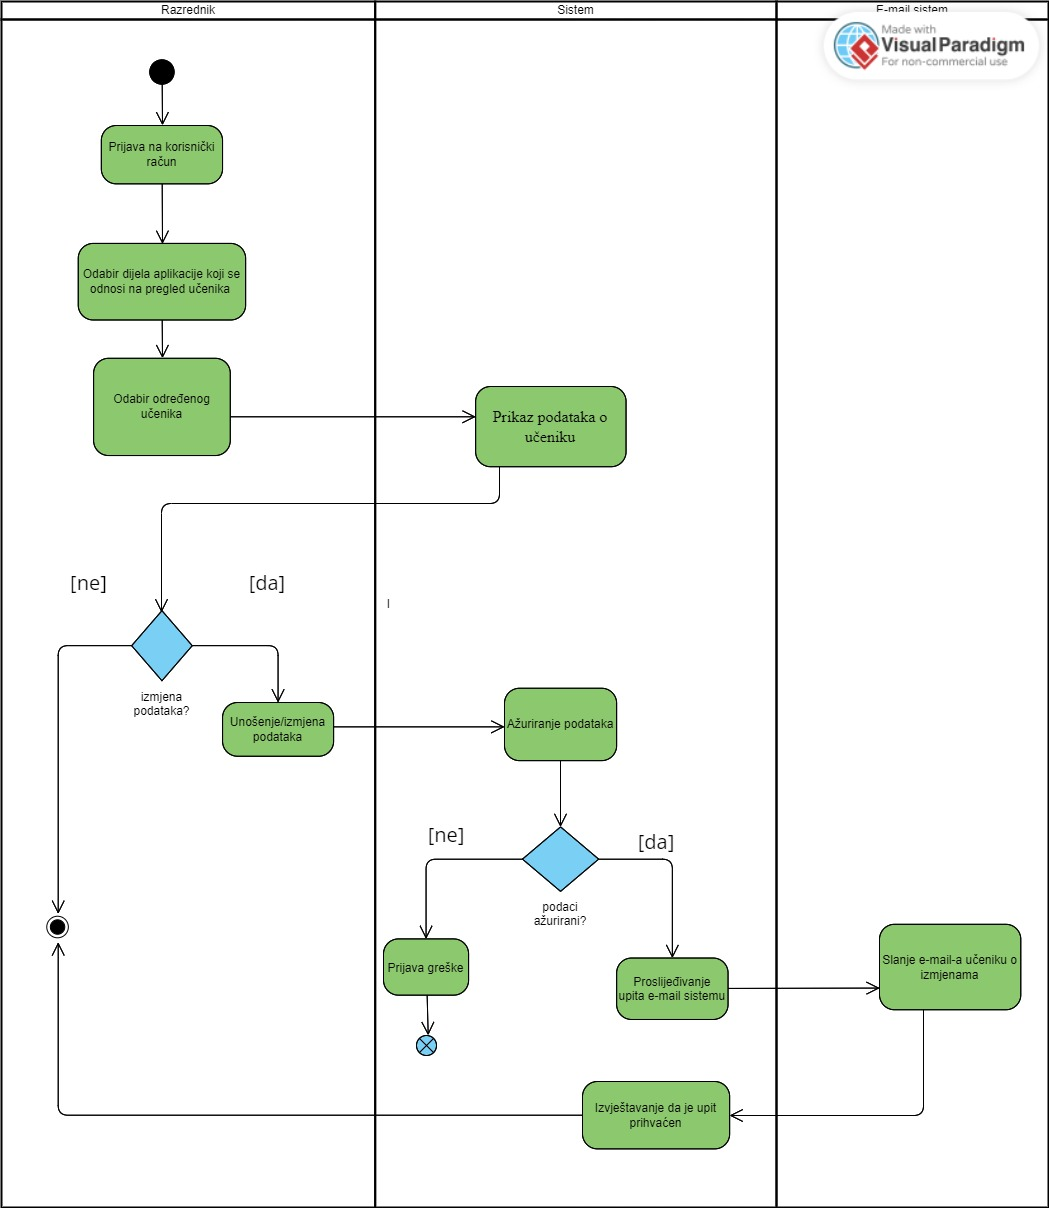 Razrednik
Sistem
E-mail sistem
Made with
VisualParadigm
For non-commercial use
Prijava na korisnički
račun
Odabir dijela aplikacije koji se
odnosi na pregled učenika
Odabir određenog
učenika
Prikaz podataka o
učeniku
[ne]
[da]
l
izmjena
podataka?
Unošenje/izmjena
podataka
Ažuriranje podataka
[ne]
[da]
podaci
ažurirani?
Prijava greške
Proslijeđivanje
upita e-mail sistemu
Slanje e-mail-a učeniku o
izmjenama
Izvještavanje da je upit
prihvaćen